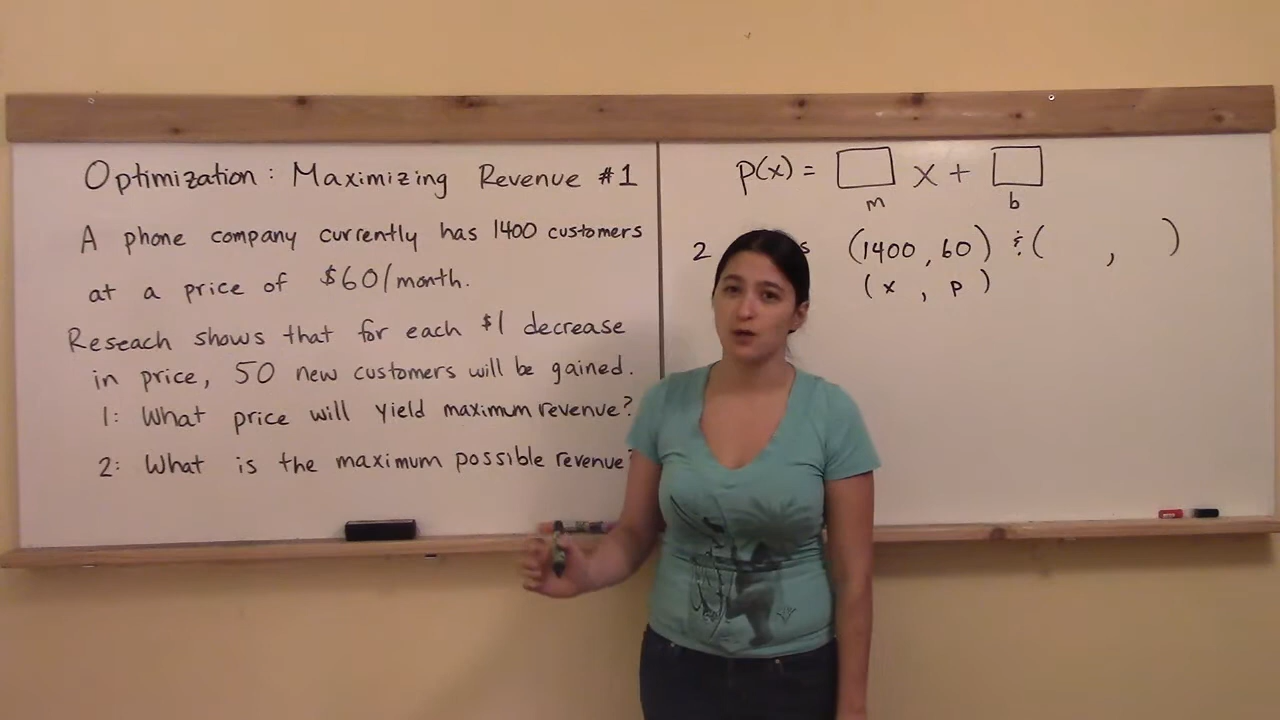 Optimization: Maximizing Revenue #1
A phone company currently has 1400 customers
at a price of $60/month.
Reseach shows that for each $1 decrease
in price, 50 new customers will be gained.
1: What price will yield maximum revenue?
2: What is the maximum possible revenue?
p(x) = x +
m b
2 (1400, 60) & ( , )
(x, p)